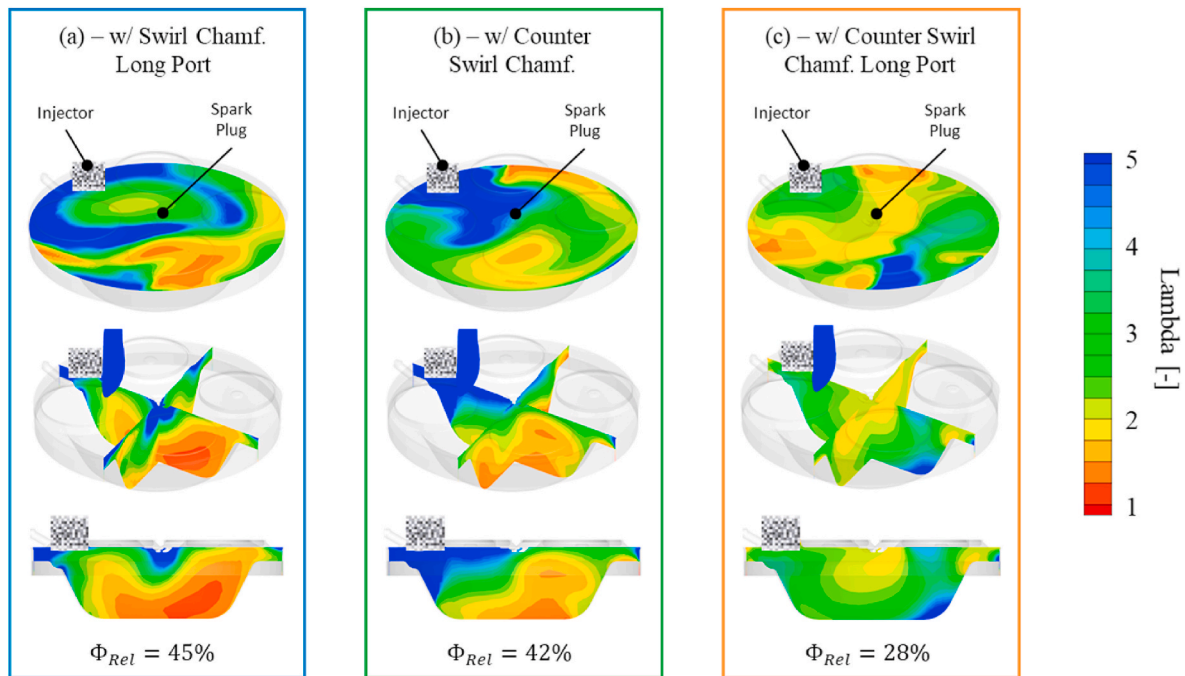 (a) – w/ Swirl Chamf.
Long Port
Injector
Spark
Plug
Φ_Rel = 45%
(b) – w/ Counter
Swirl Chamf.
Injector
Spark
Plug
Φ_Rel = 42%
(c) – w/ Counter Swirl
Chamf. Long Port
Injector
Spark
Plug
Φ_Rel = 28%
5
4
3
2
1
Lambda [-]